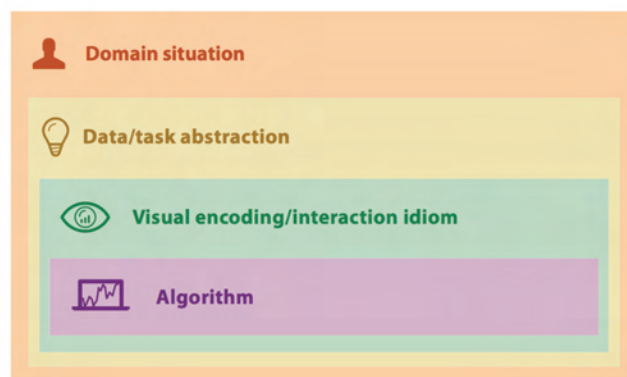 Domain situation
Data/task abstraction
Visual encoding/interaction idiom
Algorithm